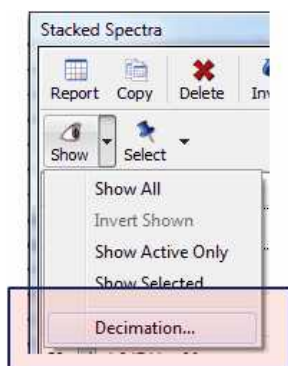 Stacked Spectra
Report Copy Delete
Show Select
Show All
Invert Shown
Show Active Only
Show Selected
Decimation...